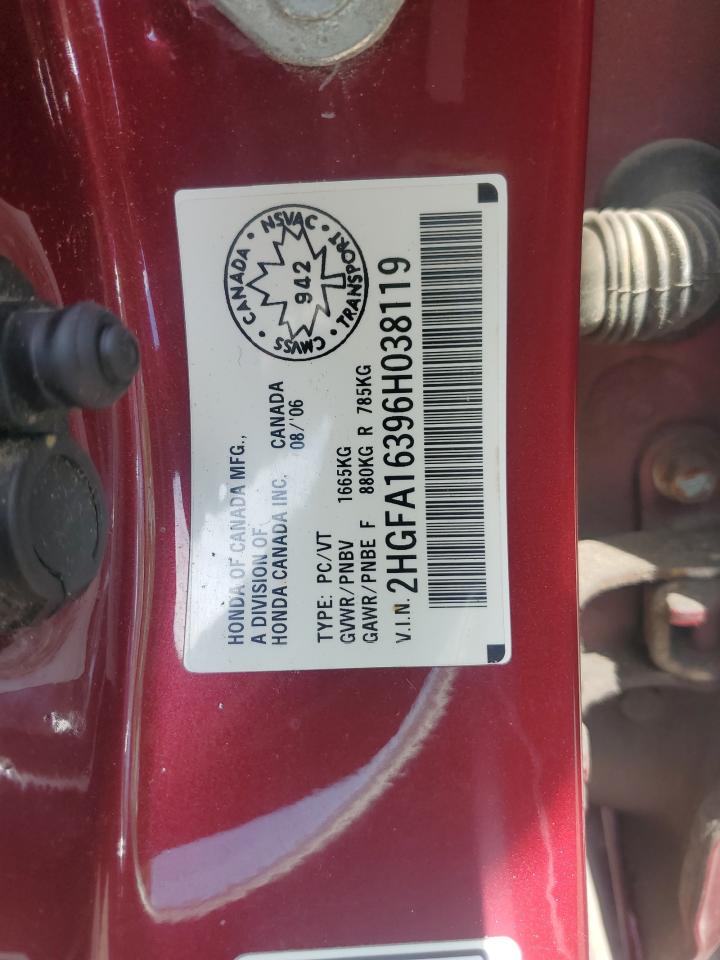 HONDA OF CANADA MFG.,
A DIVISION OF
HONDA CANADA INC. CANADA
08/'06
TYPE: PC/VT
GVWR/PNBV 1665KG
GAWR/PNBE F 880KG R 785KG
V.I.N. 2HGFA16396H038119
CANADA • NSVAC • TRANSPORT • CMVSS •
942